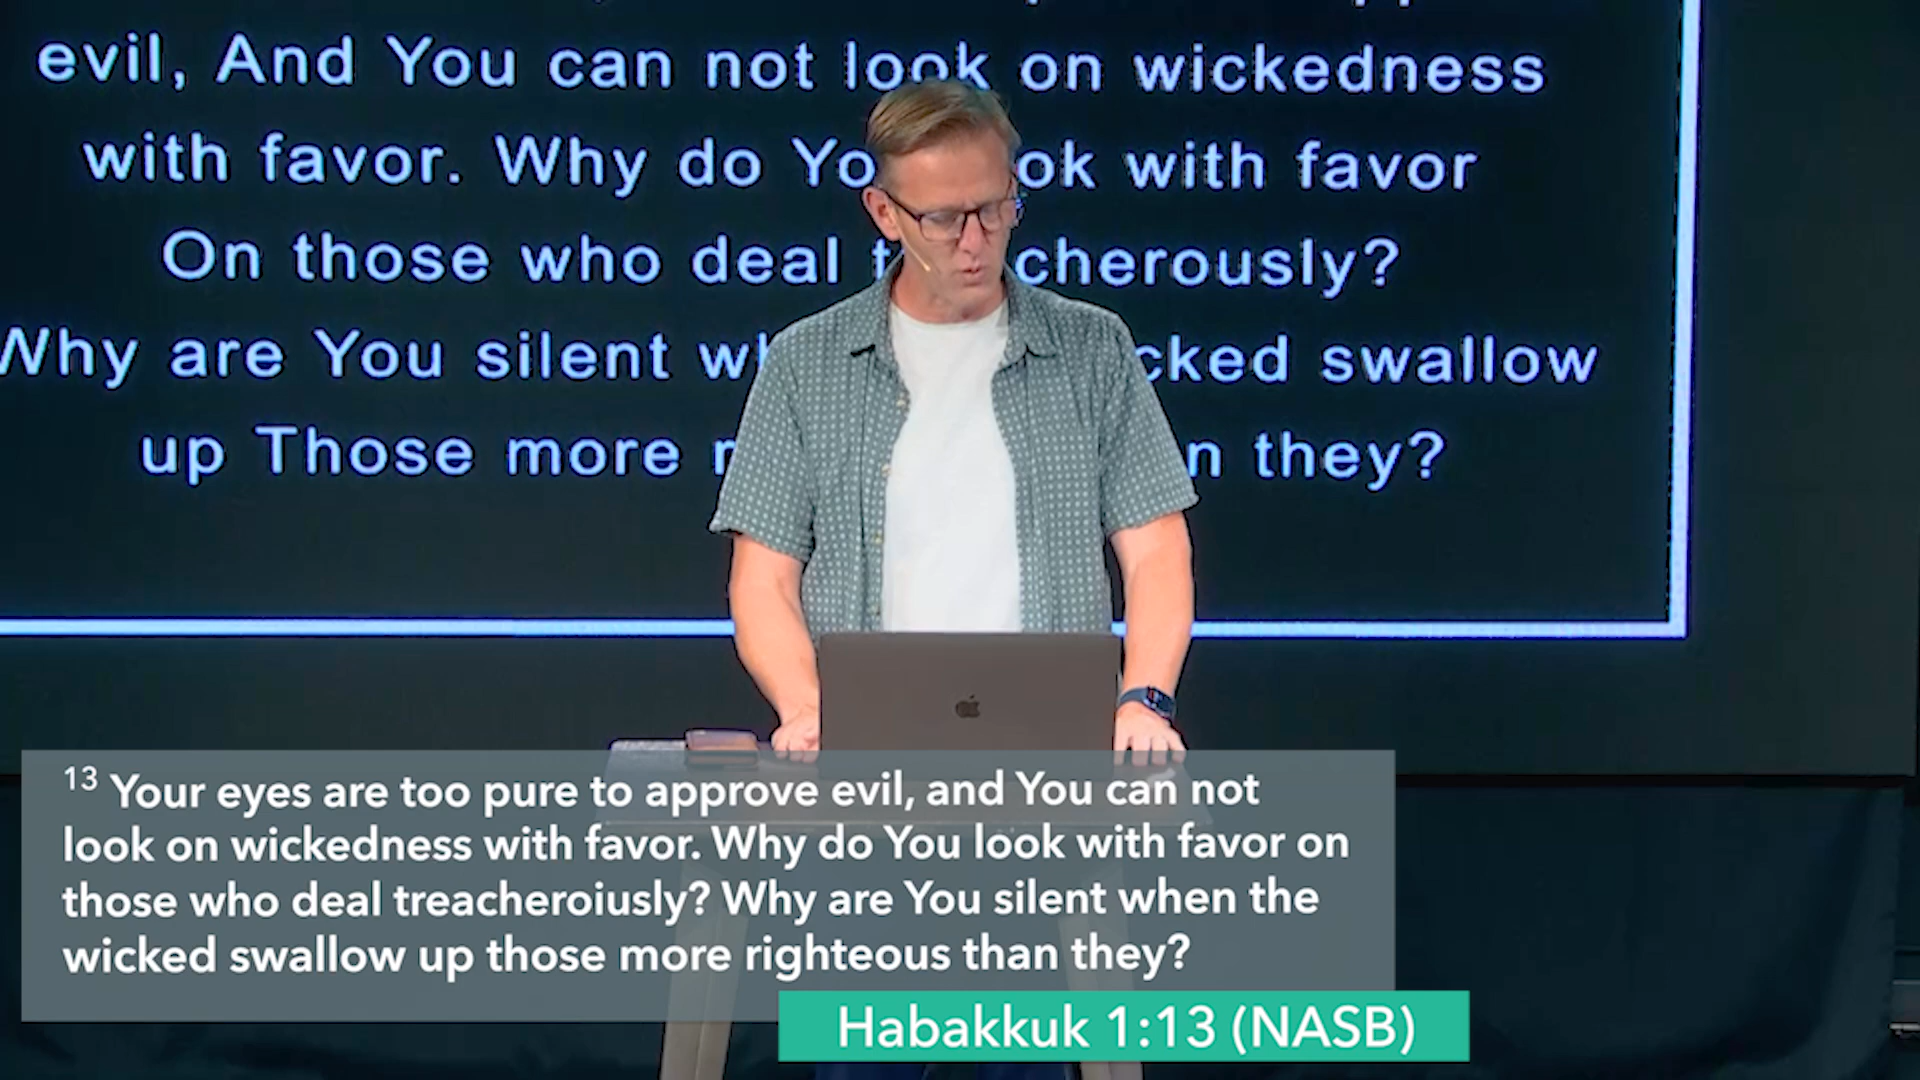 evil, And You can not look on wickedness
with favor. Why do Yo ok with favor
On those who deal t cherously?
Why are You silent wh cked swallow
up Those more r n they?
13 Your eyes are too pure to approve evil, and You can not
look on wickedness with favor. Why do You look with favor on
those who deal treacheroiusly? Why are You silent when the
wicked swallow up those more righteous than they?
Habakkuk 1:13 (NASB)